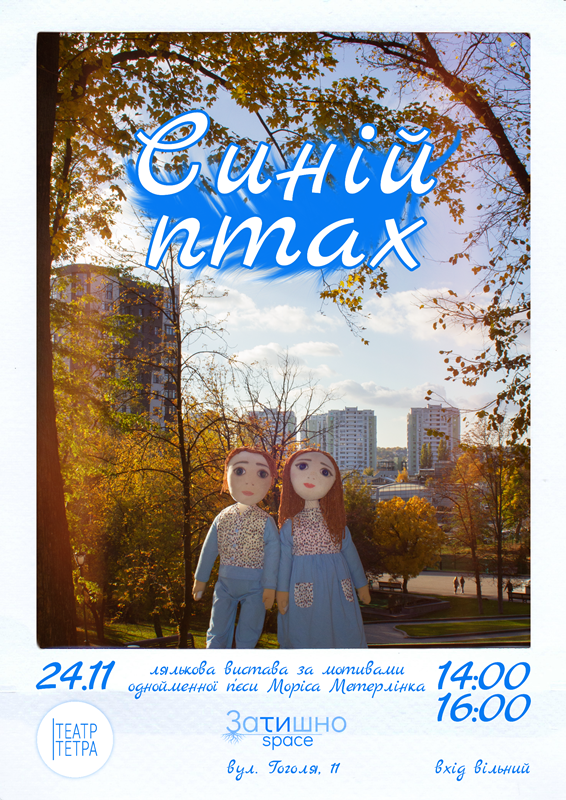 Синій
птах
24.11
лялькова вистава за мотивами
однойменної п'єси Моріса Метерлінка
14:00
16:00
ТЕАТР
ТЕТРА
Затишно
space
вул. Гоголя, 11
вхід вільний